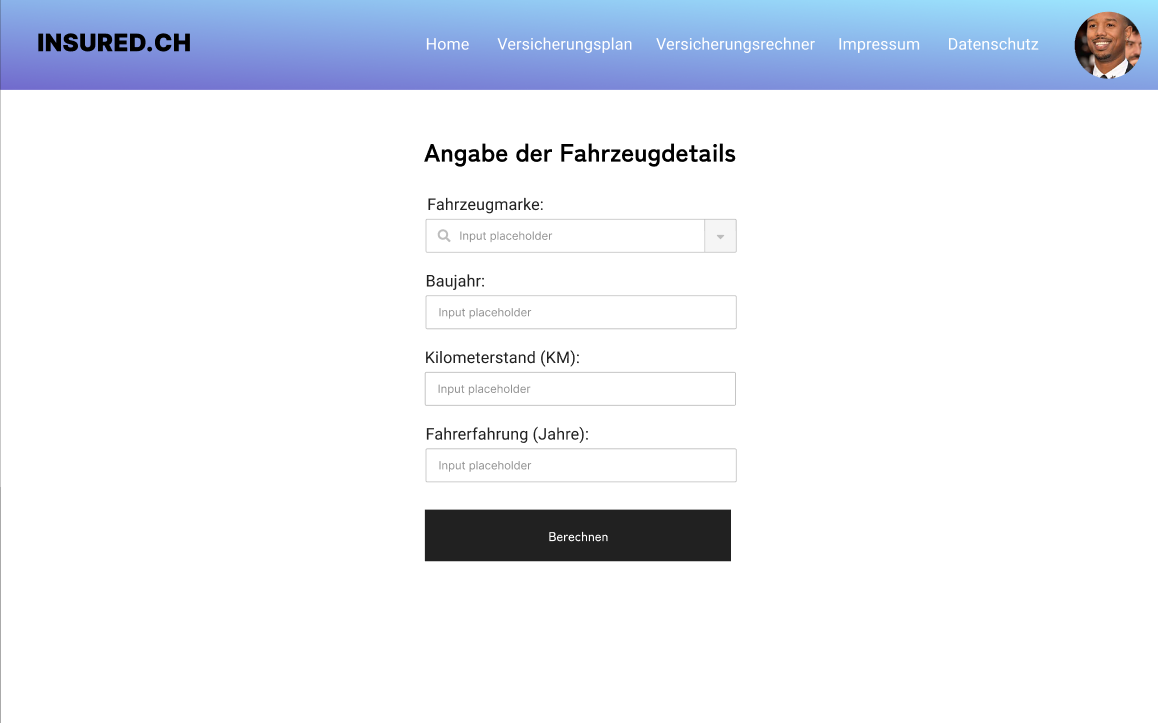 INSURED.CH
Home Versicherungsplan Versicherungsrechner Impressum Datenschutz
Angabe der Fahrzeugdetails
Fahrzeugmarke:
Input placeholder
Baujahr:
Input placeholder
Kilometerstand (KM):
Input placeholder
Fahrerfahrung (Jahre):
Input placeholder
Berechnen